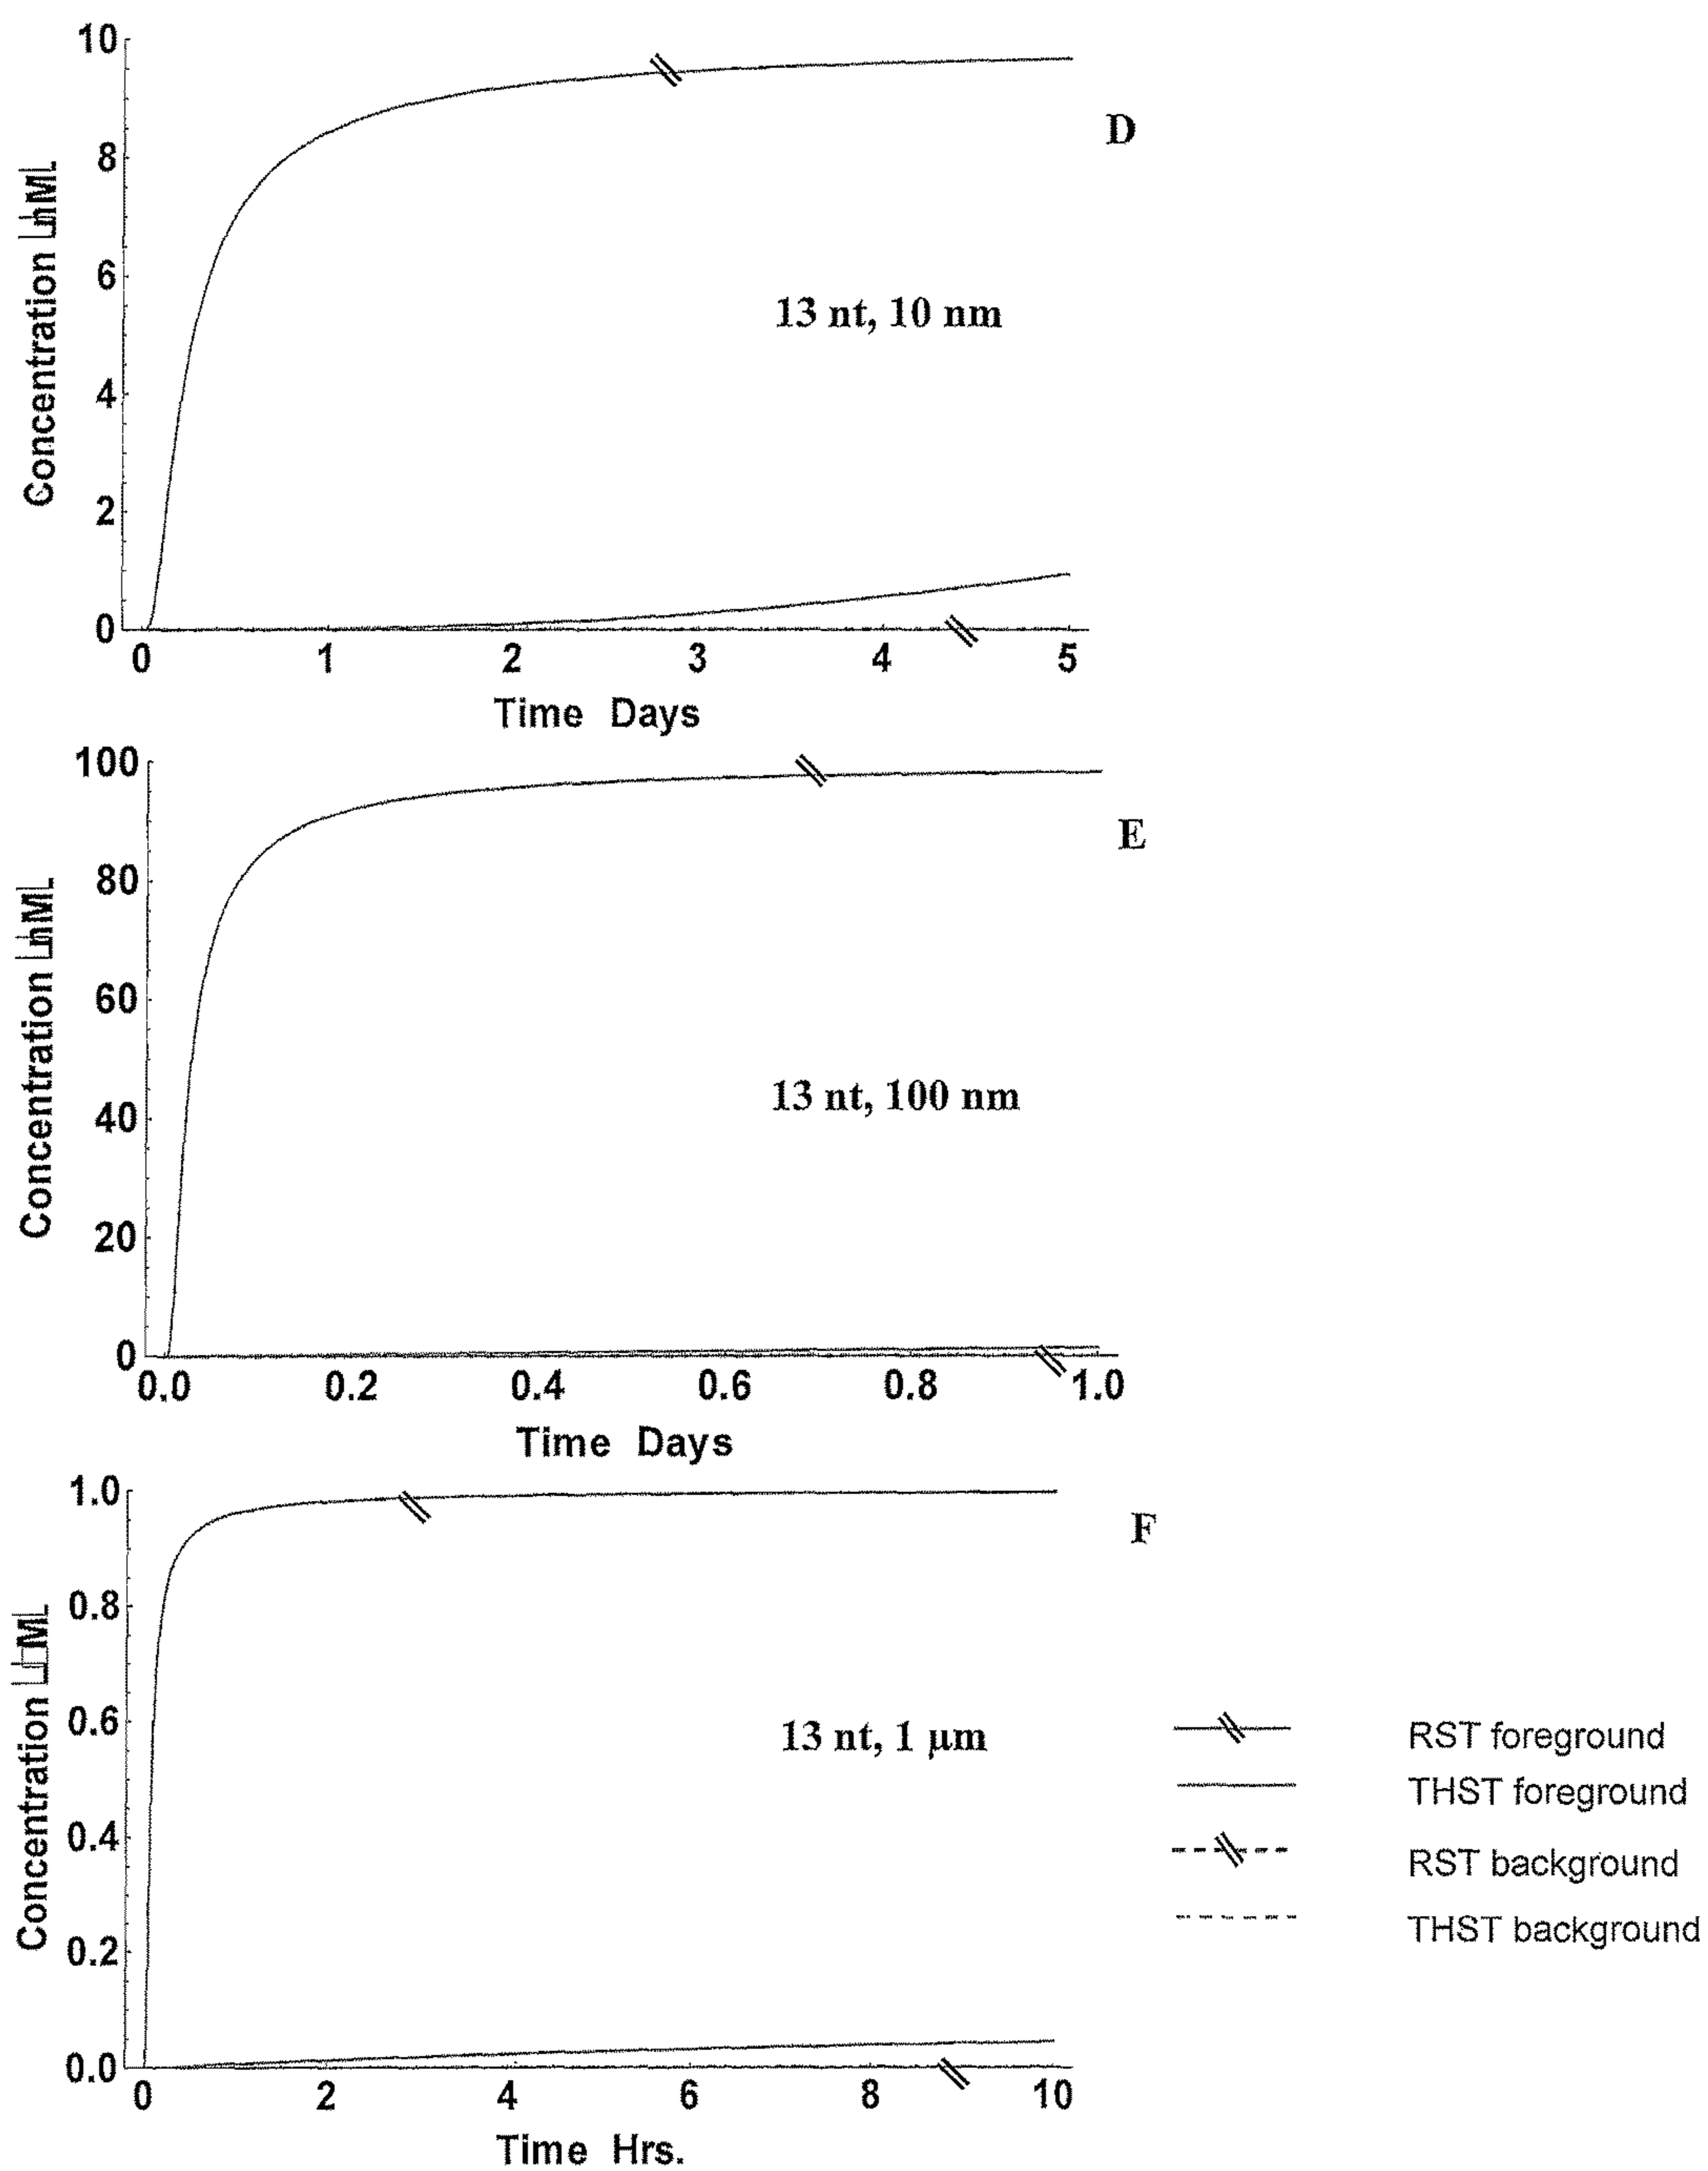 10
8
6
4
2
0
Concentration
D
13 nt, 10 nm
0 1 2 3 4 5
Time Days
100
80
60
40
20
0
Concentration
E
13 nt, 100 nm
0.0 0.2 0.4 0.6 0.8 1.0
Time Days
1.0
0.8
0.6
0.4
0.2
0.0
Concentration
F
13 nt, 1 µm
0 2 4 6 8 10
Time Hrs.
RST foreground
THST foreground
RST background
THST background